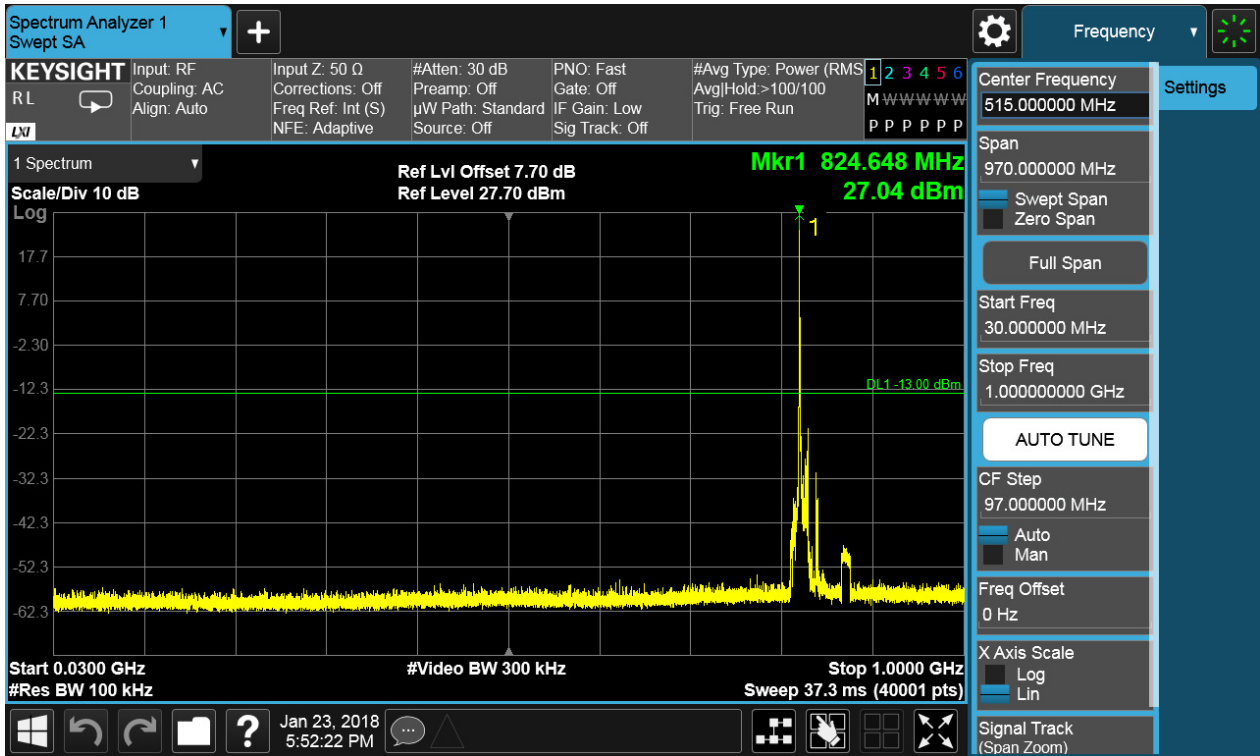 Spectrum Analyzer 1
Swept SA
Frequency
KEYSIGHT
RL
LXI
Input: RF
Coupling: AC
Align: Auto
Input Z: 50 Ω
Corrections: Off
Freq Ref: Int (S)
NFE: Adaptive
#Atten: 30 dB
Preamp: Off
µW Path: Standard
Source: Off
PNO: Fast
Gate: Off
IF Gain: Low
Sig Track: Off
#Avg Type: Power (RMS
Avg|Hold:>100/100
Trig: Free Run
1 2 3 4 5 6
M W W W W W
P P P P P P
1 Spectrum
Scale/Div 10 dB
Log
Ref Lvl Offset 7.70 dB
Ref Level 27.70 dBm
Mkr1 824.648 MHz
27.04 dBm
1
17.7
7.70
-2.30
-12.3
DL1 -13.00 dBm
-22.3
-32.3
-42.3
-52.3
-62.3
Start 0.0300 GHz
#Res BW 100 kHz
#Video BW 300 kHz
Stop 1.0000 GHz
Sweep 37.3 ms (40001 pts)
Center Frequency
515.000000 MHz
Span
970.000000 MHz
Swept Span
Zero Span
Full Span
Start Freq
30.000000 MHz
Stop Freq
1.000000000 GHz
AUTO TUNE
CF Step
97.000000 MHz
Auto
Man
Freq Offset
0 Hz
X Axis Scale
Log
Lin
Signal Track
(Span Zoom)
Settings
?
Jan 23, 2018
5:52:22 PM